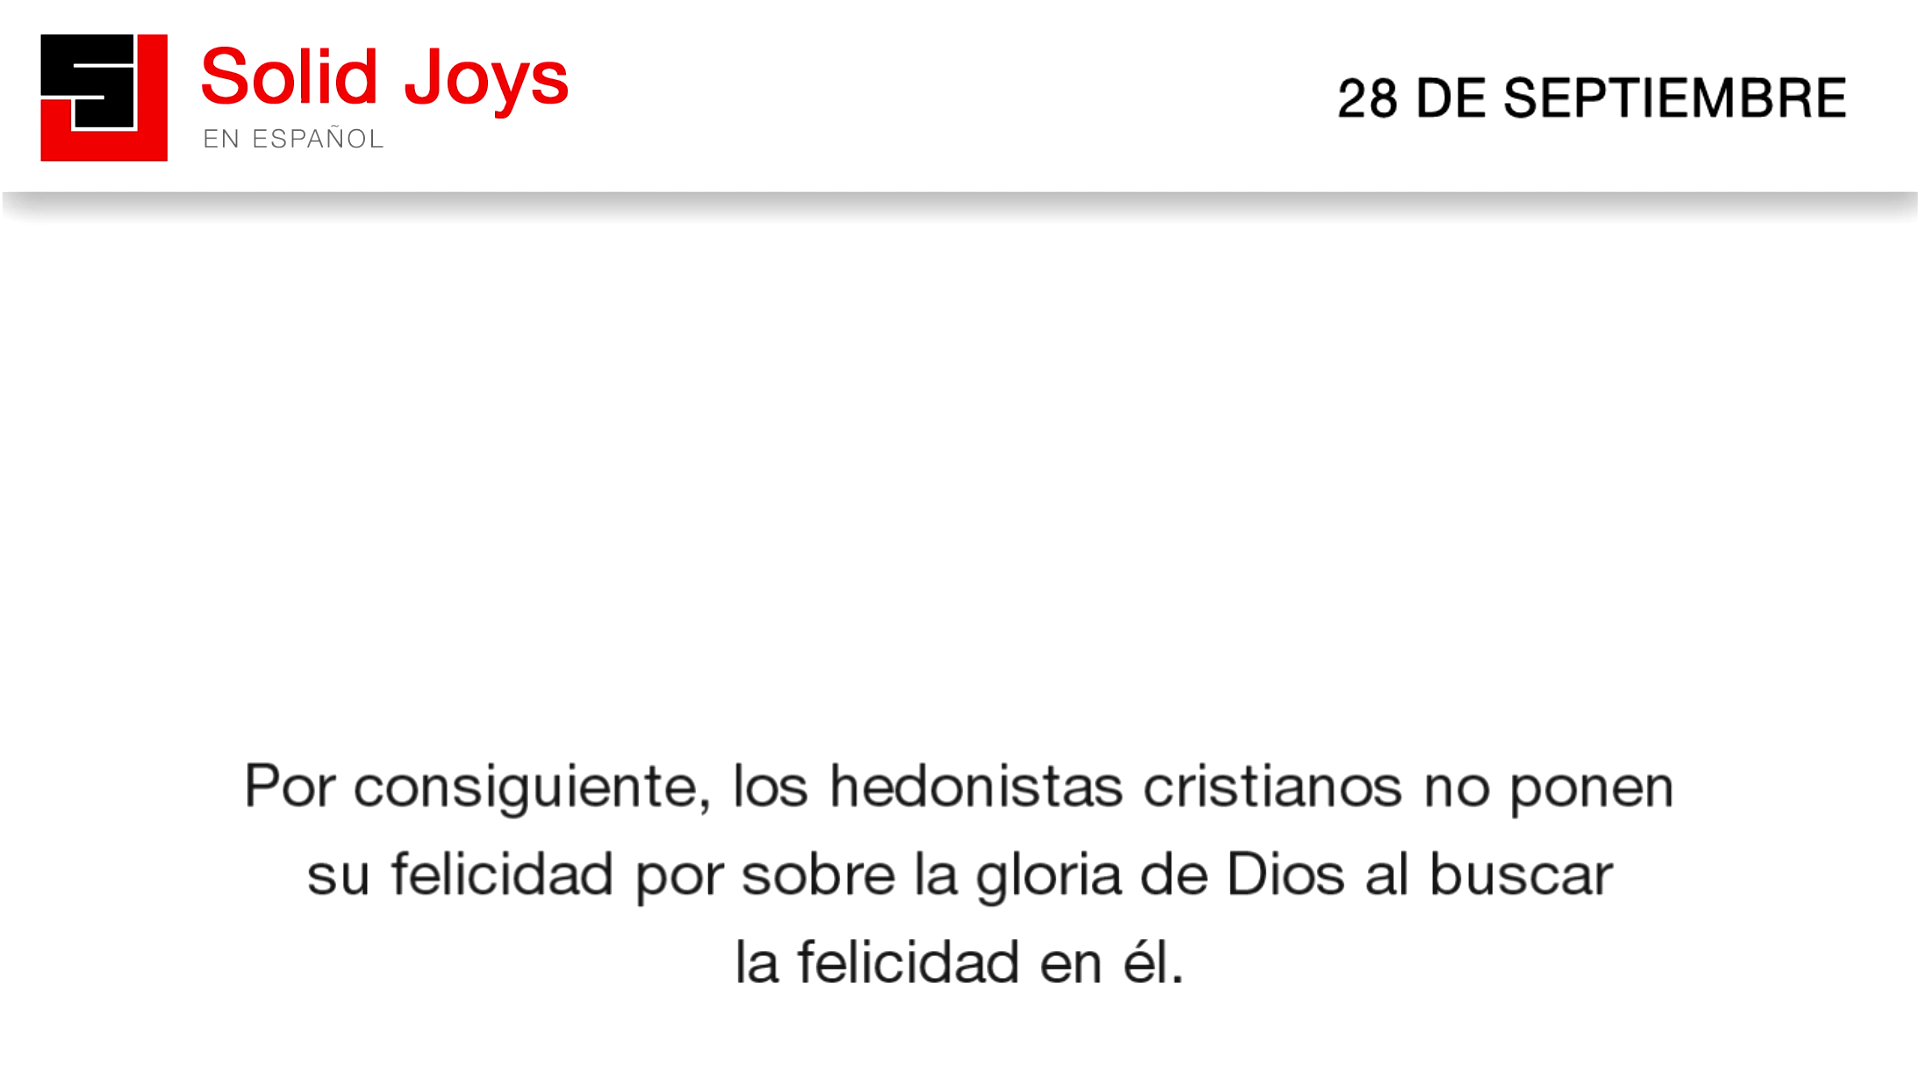 Solid Joys
EN ESPAÑOL
28 DE SEPTIEMBRE
Por consiguiente, los hedonistas cristianos no ponen
su felicidad por sobre la gloria de Dios al buscar
la felicidad en él.